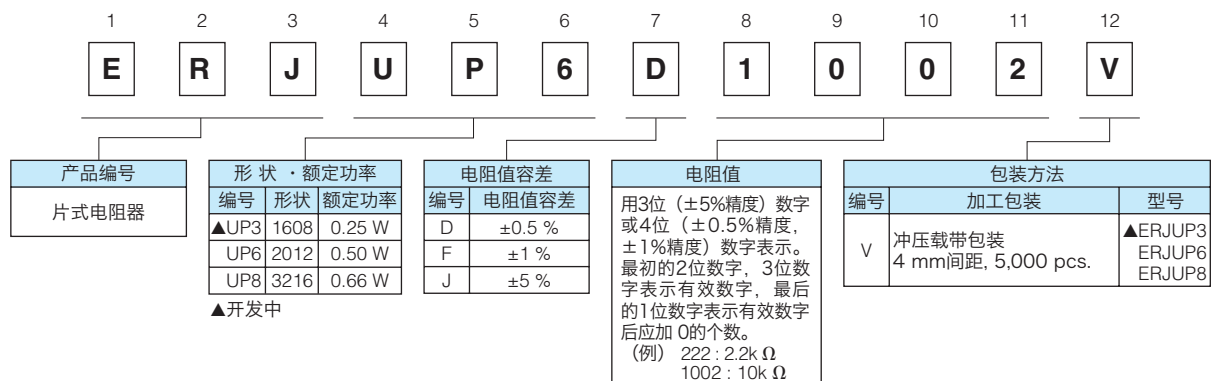 1 2 3 4 5 6 7 8 9 10 11 12
E R J U P 6 D 1 0 0 2 V
产品编号
片式电阻器
形 状 ・额定功率
编号 形状 额定功率
▲UP3 1608 0.25 W
UP6 2012 0.50 W
UP8 3216 0.66 W
▲开发中
电阻值容差
编号 电阻值容差
D ±0.5 %
F ±1 %
J ±5 %
电阻值
用3位（±5%精度）数字
或4位（±0.5%精度，
±1%精度）数字表示。
最初的2位数字，3位数
字表示有效数字，最后
的1位数字表示有效数字
后应加 0的个数。
（例） 222 : 2.2k Ω
1002 : 10k Ω
包装方法
编号 加工包装 型号
V 冲压载带包装
4 mm间距, 5,000 pcs.
▲ERJUP3
ERJUP6
ERJUP8